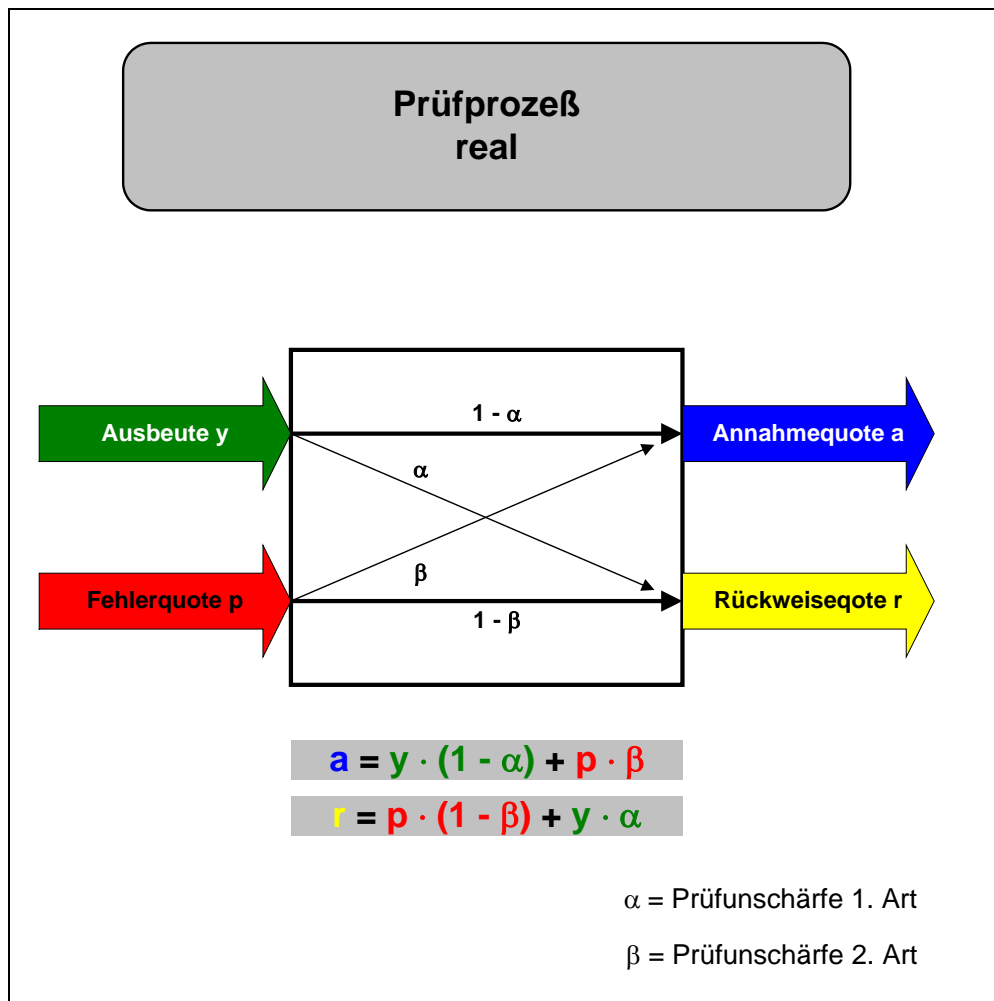 Prüfprozeß
real
1 - α
Ausbeute y
Annahmequote a
α
β
Fehlerquote p
Rückweiseqote r
1 - β
a = y · (1 - α) + p · β
r = p · (1 - β) + y · α
α = Prüfunschärfe 1. Art
β = Prüfunschärfe 2. Art